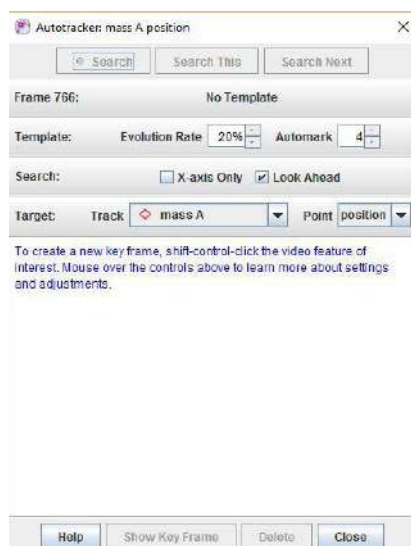 Autotracker: mass A position
Search Search This Search Next
Frame 766: No Template
Template: Evolution Rate 20% Automark 4
Search: X-axis Only Look Ahead
Target: Track mass A Point position
To create a new key frame, shift-control-click the video feature of
interest. Mouse over the controls above to learn more about settings
and adjustments.
Help Show Key Frame Delete Close